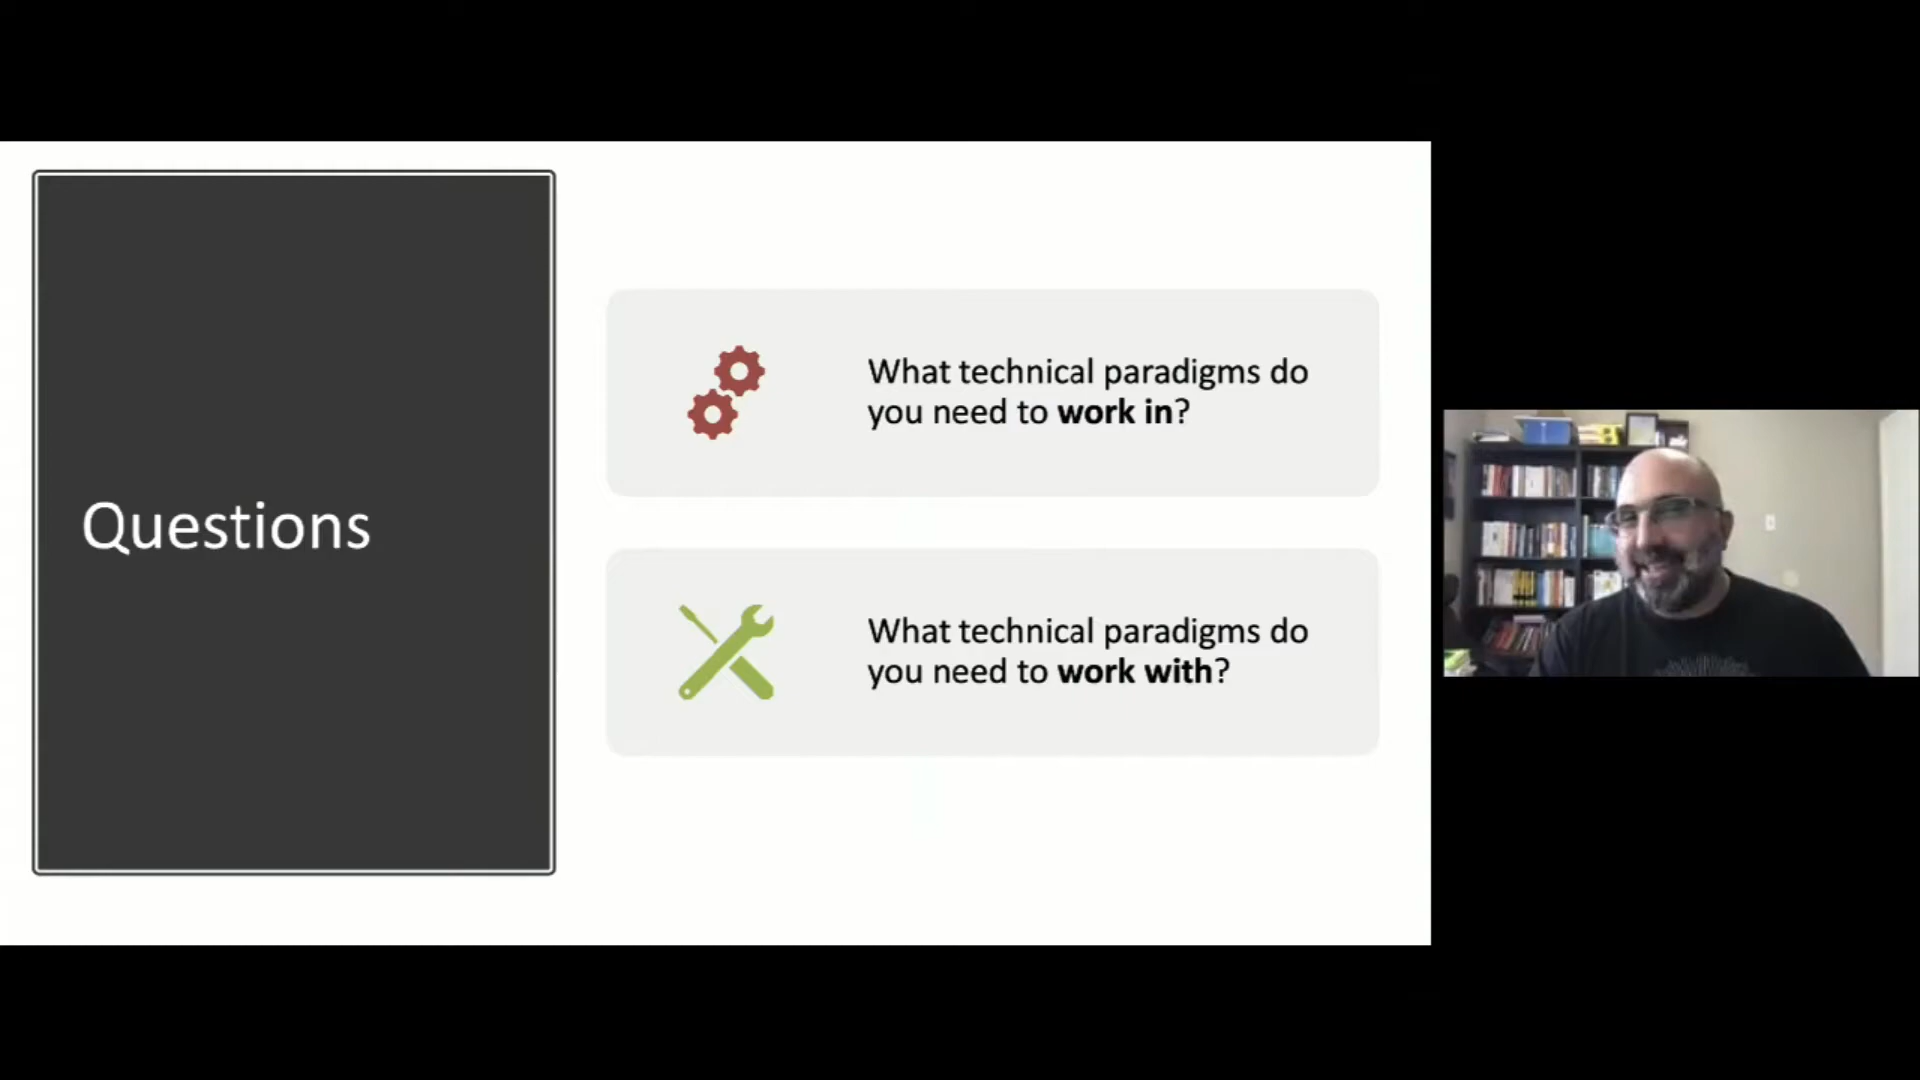 Questions
What technical paradigms do
you need to work in?
What technical paradigms do
you need to work with?